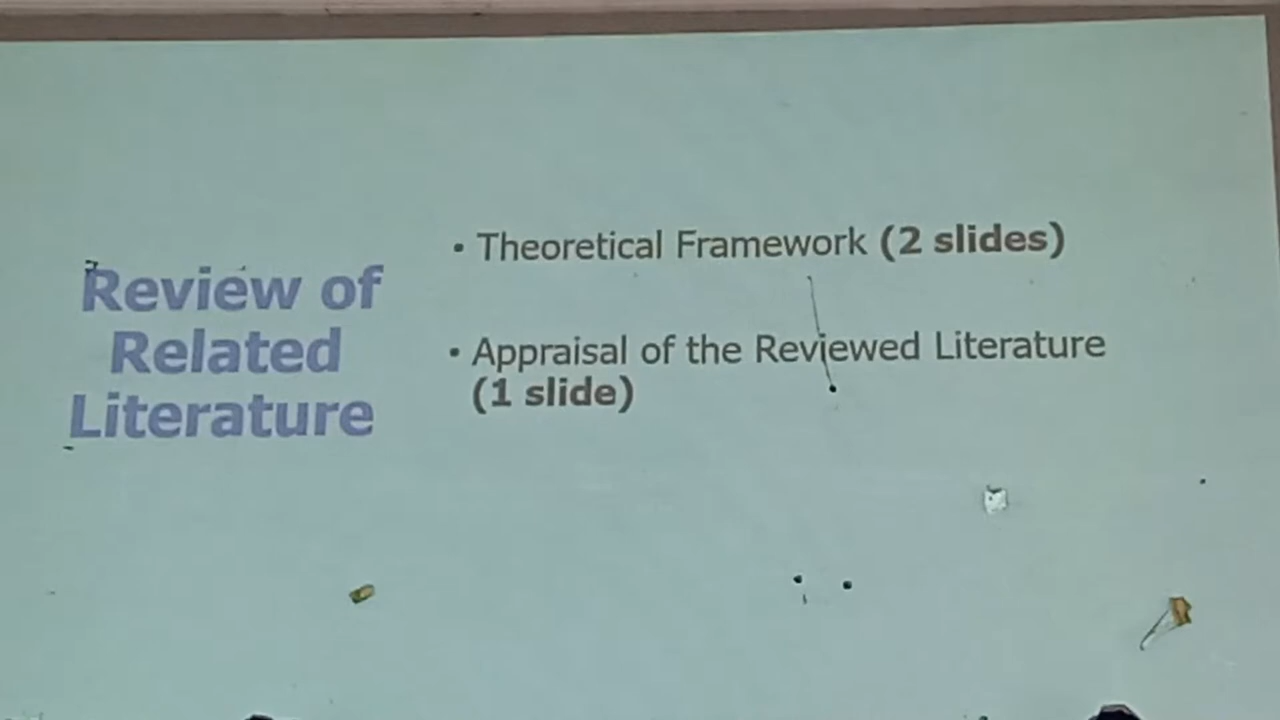 Review of
Related
Literature
• Theoretical Framework (2 slides)
• Appraisal of the Reviewed Literature
(1 slide)